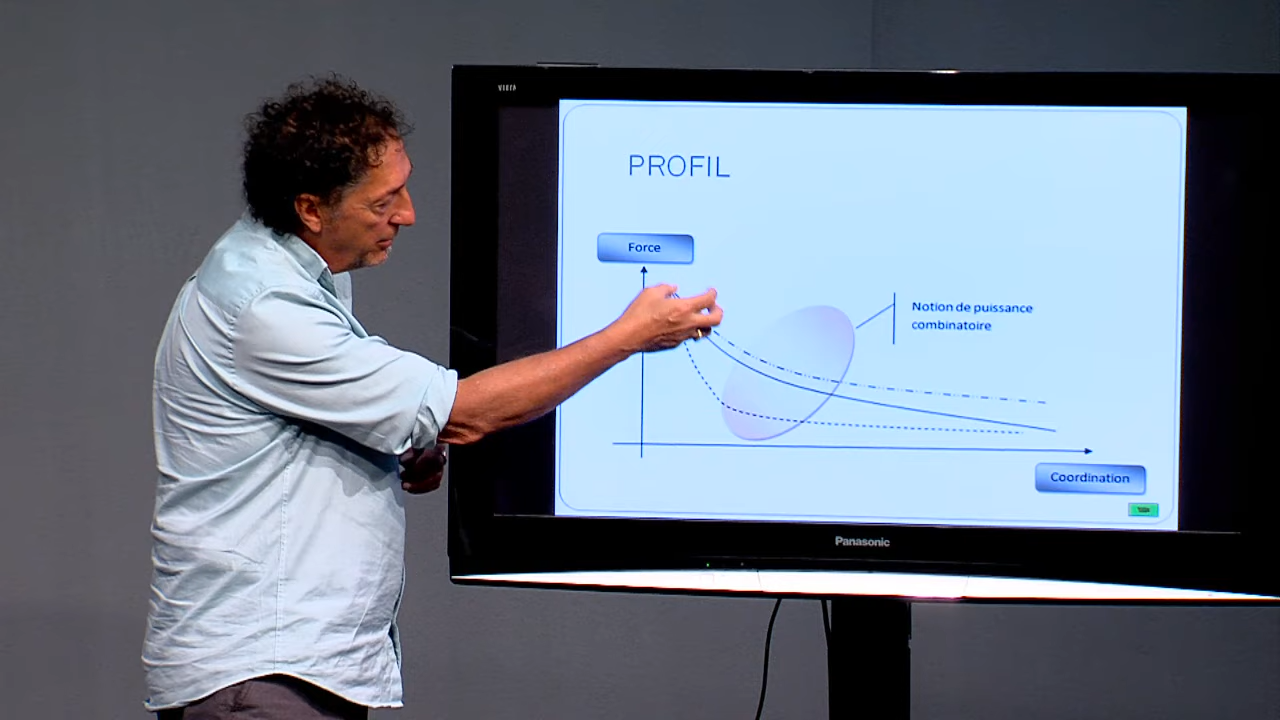 VIERA
PROFIL
Force
Notion de puissance
combinatoire
Coordination
Panasonic